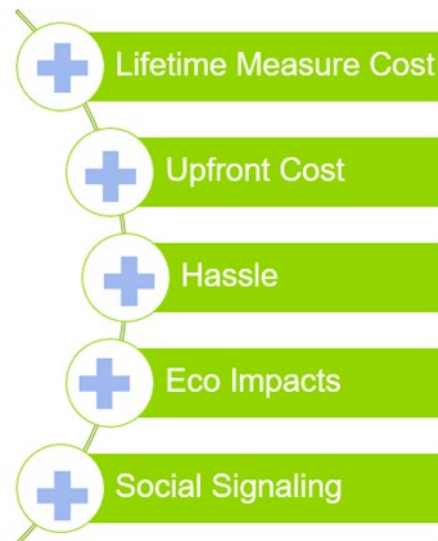 Lifetime Measure Cost
Upfront Cost
Hassle
Eco Impacts
Social Signaling